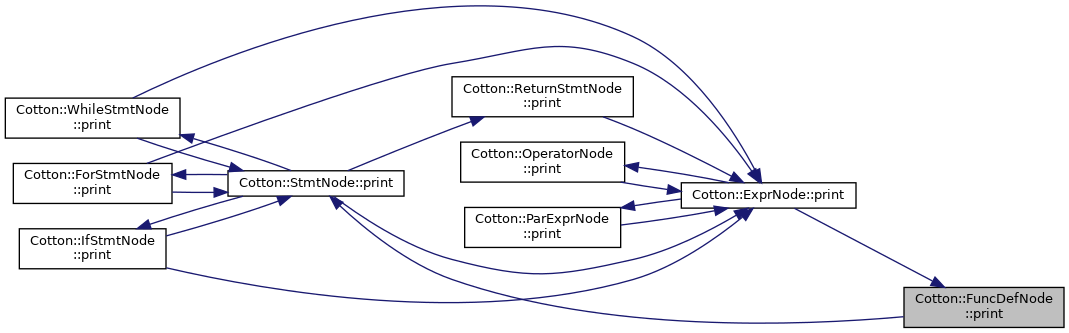 Cotton::WhileStmtNode
::print
Cotton::ForStmtNode
::print
Cotton::IfStmtNode
::print
Cotton::StmtNode::print
Cotton::ReturnStmtNode
::print
Cotton::OperatorNode
::print
Cotton::ParExprNode
::print
Cotton::ExprNode::print
Cotton::FuncDefNode
::print